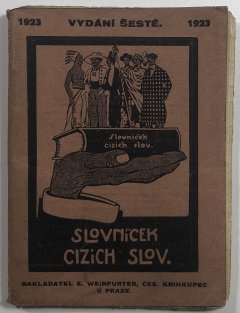 1923 VYDÁNÍ ŠESTÉ. 1923
Slovníček
cizích slov.
SLOVNÍČEK
CIZÍCH SLOV.
NAKLADATEL E. WEINFURTER, ČES. KNIHKUPEC
V PRAZE.